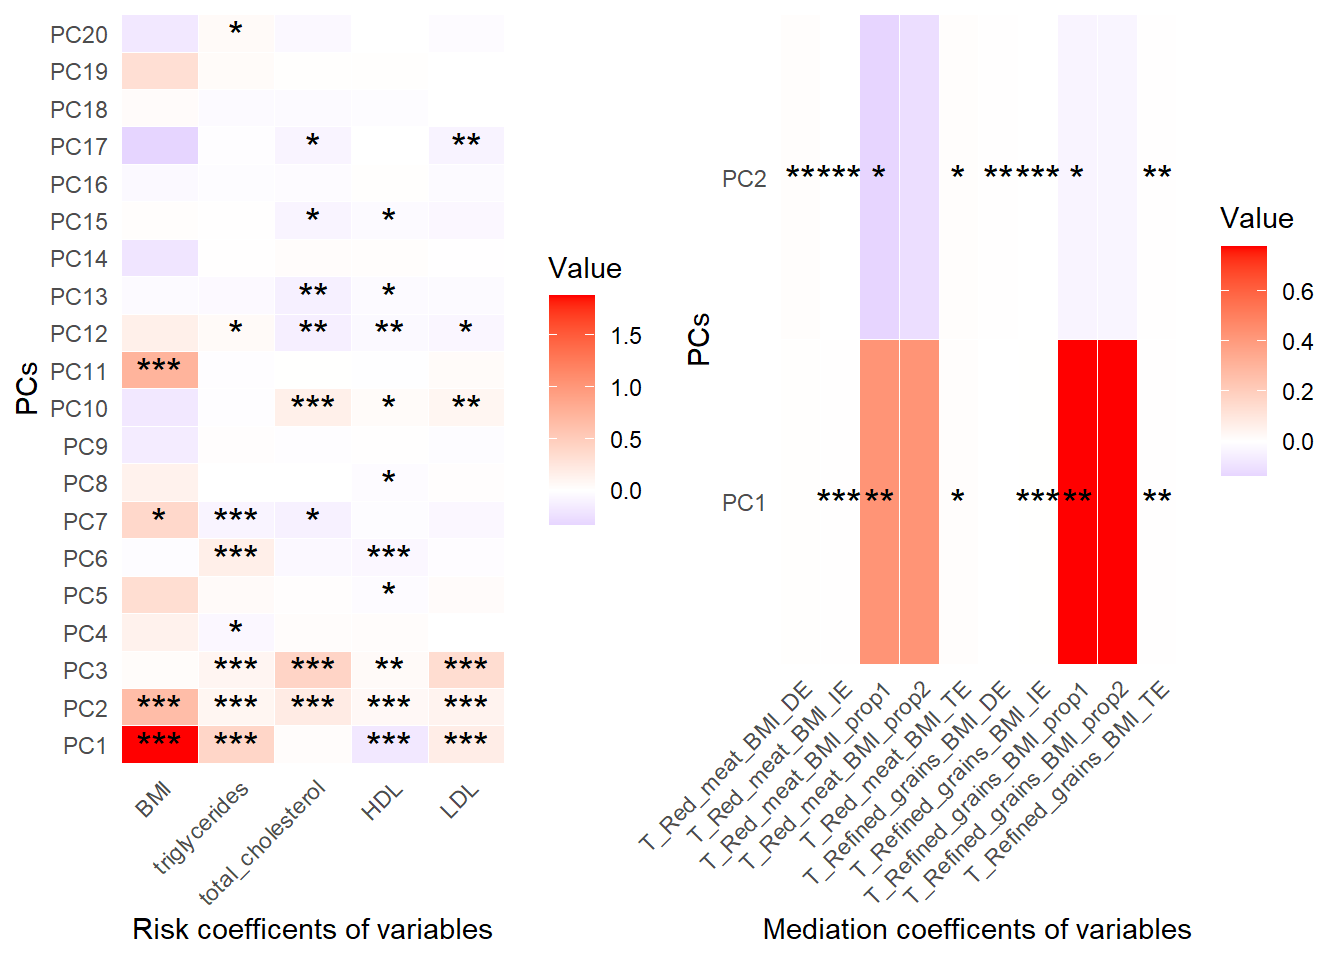 PC20 *
PC19
PC18
PC17 * **
PC16
PC15 * *
PC14
PC13 ** *
PC12 * ** ** *
PC11 ***
PC10 *** * **
PC9
PC8 *
PC7 * *** *
PC6 *** ***
PC5 *
PC4 *
PC3 *** *** ** ***
PC2 *** *** *** *** ***
PC1 *** *** *** ***
PCs
BMI
triglycerides
total_cholesterol
HDL
LDL
Risk coefficents of variables
Value
1.5
1.0
0.5
0.0
PCs
PC2 ** *** * * ** *** * **
PC1 *** ** * *** ** **
T_Red_meat_BMI_DE
T_Red_meat_BMI_IE
T_Red_meat_BMI_prop1
T_Red_meat_BMI_prop2
T_Red_meat_BMI_TE
T_Refined_grains_BMI_DE
T_Refined_grains_BMI_IE
T_Refined_grains_BMI_prop1
T_Refined_grains_BMI_prop2
T_Refined_grains_BMI_TE
Mediation coefficents of variables
Value
0.6
0.4
0.2
0.0